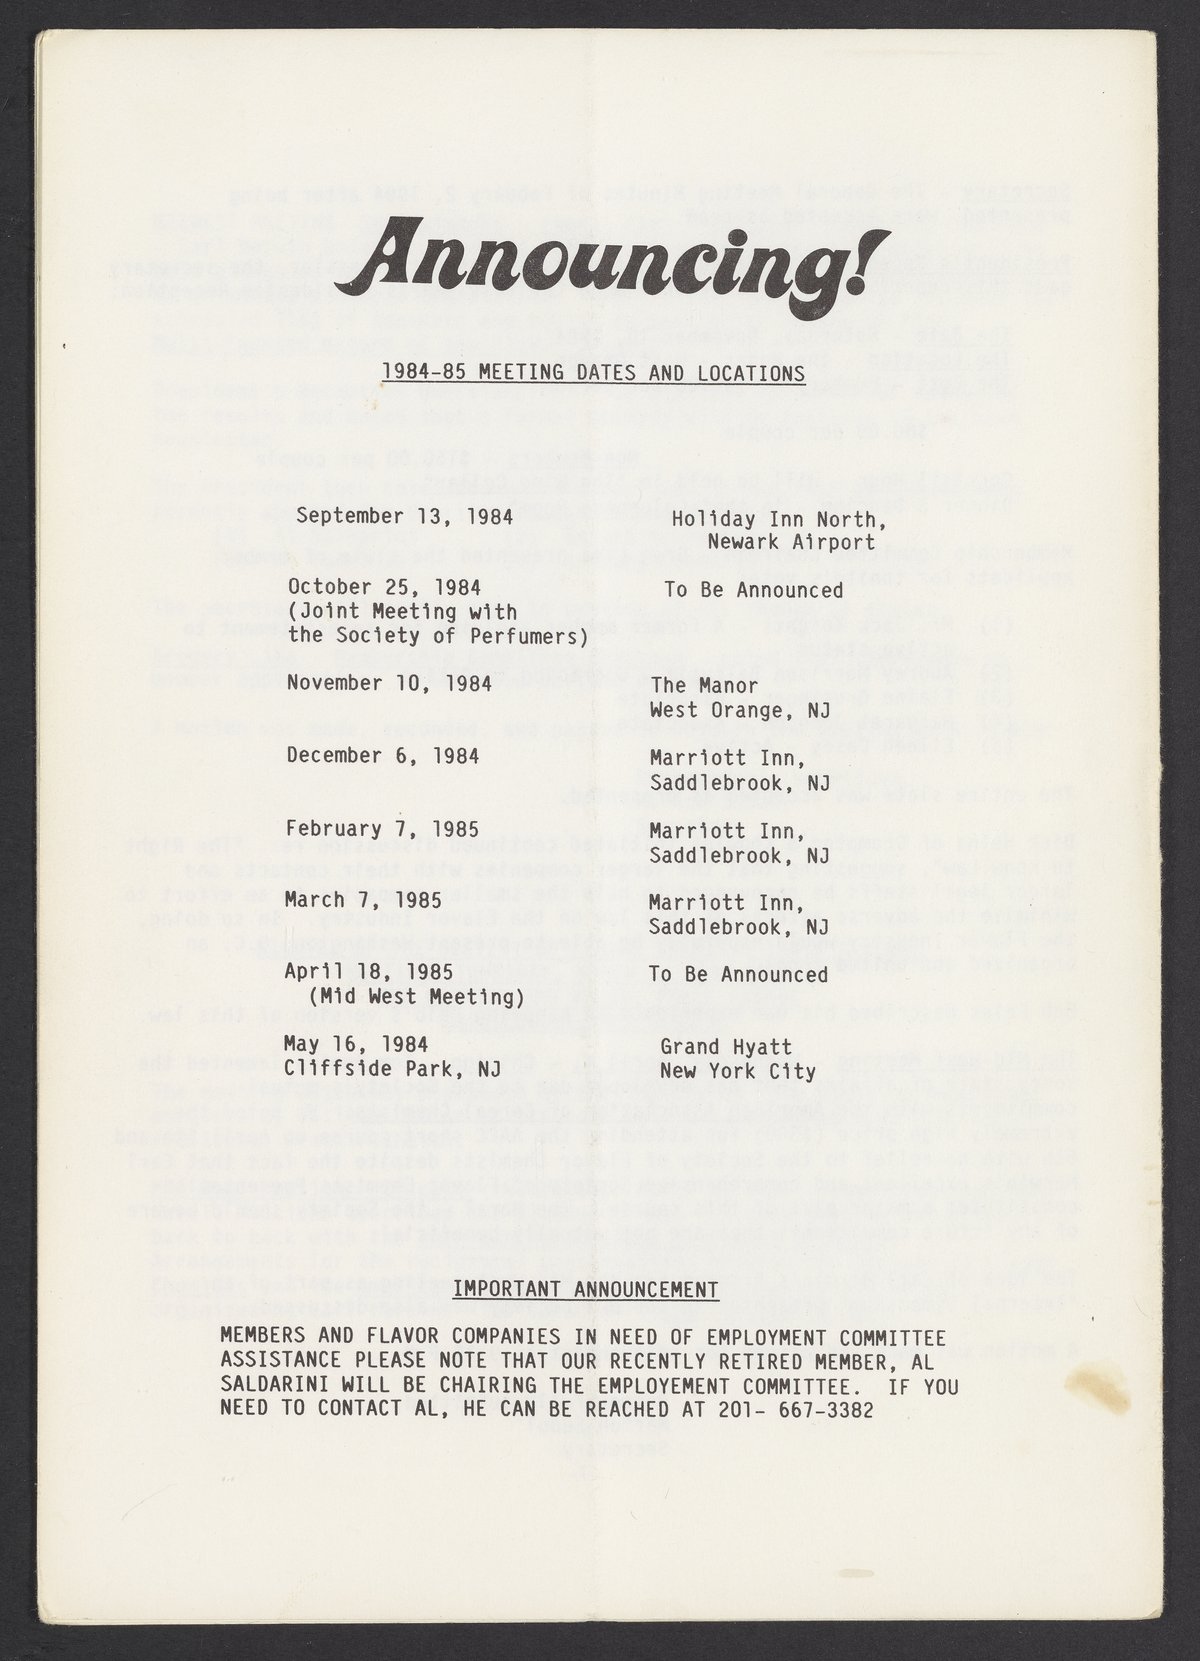 Announcing!
1984-85 MEETING DATES AND LOCATIONS
September 13, 1984 Holiday Inn North,
Newark Airport
October 25, 1984 To Be Announced
(Joint Meeting with
the Society of Perfumers)
November 10, 1984 The Manor
West Orange, NJ
December 6, 1984 Marriott Inn,
Saddlebrook, NJ
February 7, 1985 Marriott Inn,
Saddlebrook, NJ
March 7, 1985 Marriott Inn,
Saddlebrook, NJ
April 18, 1985 To Be Announced
(Mid West Meeting)
May 16, 1984 Grand Hyatt
Cliffside Park, NJ New York City
IMPORTANT ANNOUNCEMENT
MEMBERS AND FLAVOR COMPANIES IN NEED OF EMPLOYMENT COMMITTEE
ASSISTANCE PLEASE NOTE THAT OUR RECENTLY RETIRED MEMBER, AL
SALDARINI WILL BE CHAIRING THE EMPLOYEMENT COMMITTEE. IF YOU
NEED TO CONTACT AL, HE CAN BE REACHED AT 201- 667-3382